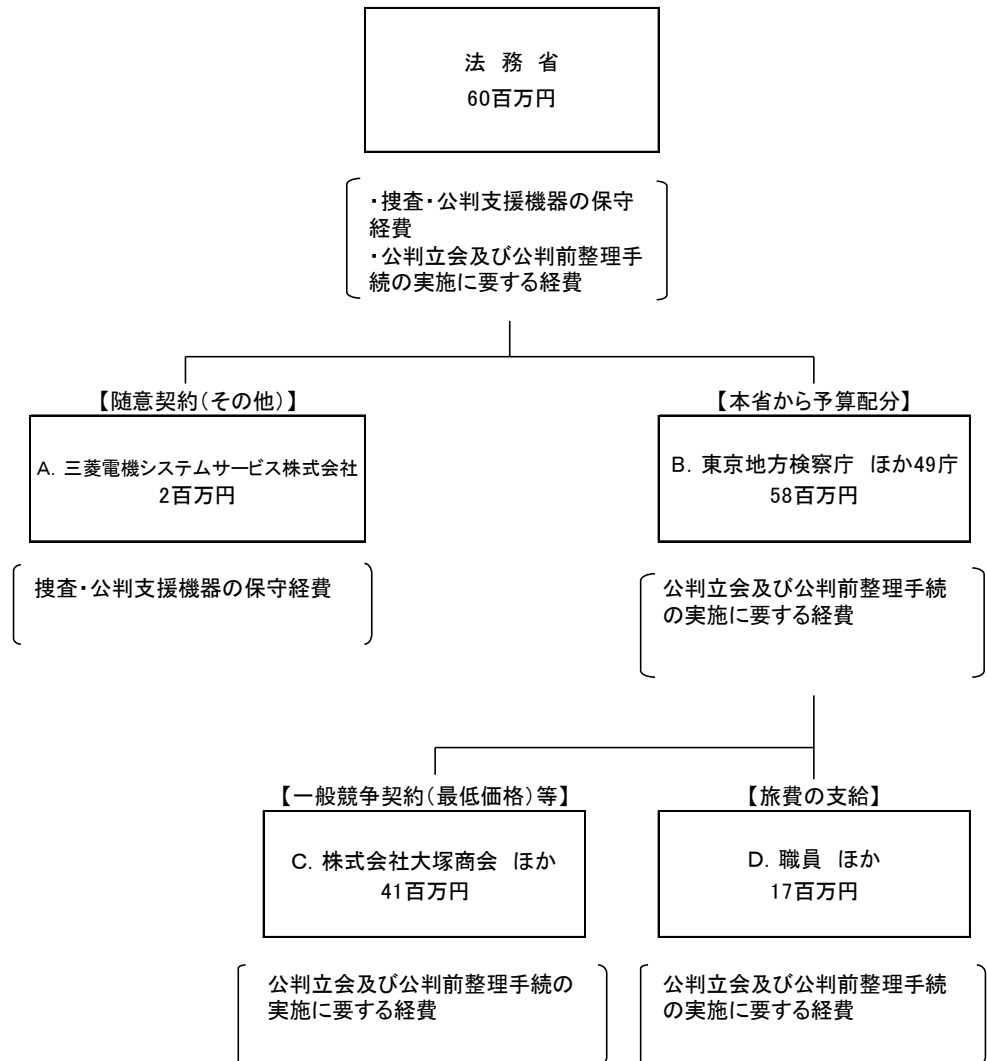 法　務　省
60百万円
・捜査・公判支援機器の保守
経費
・公判立会及び公判前整理手
続の実施に要する経費
【随意契約（その他）】
A．三菱電機システムサービス株式会社
2百万円
捜査・公判支援機器の保守経費
【本省から予算配分】
B．東京地方検察庁　ほか49庁
58百万円
公判立会及び公判前整理手続
の実施に要する経費
【一般競争契約（最低価格）等】
C．株式会社大塚商会　ほか
41百万円
公判立会及び公判前整理手続の
実施に要する経費
【旅費の支給】
D．職員　ほか
17百万円
公判立会及び公判前整理手続
の実施に要する経費